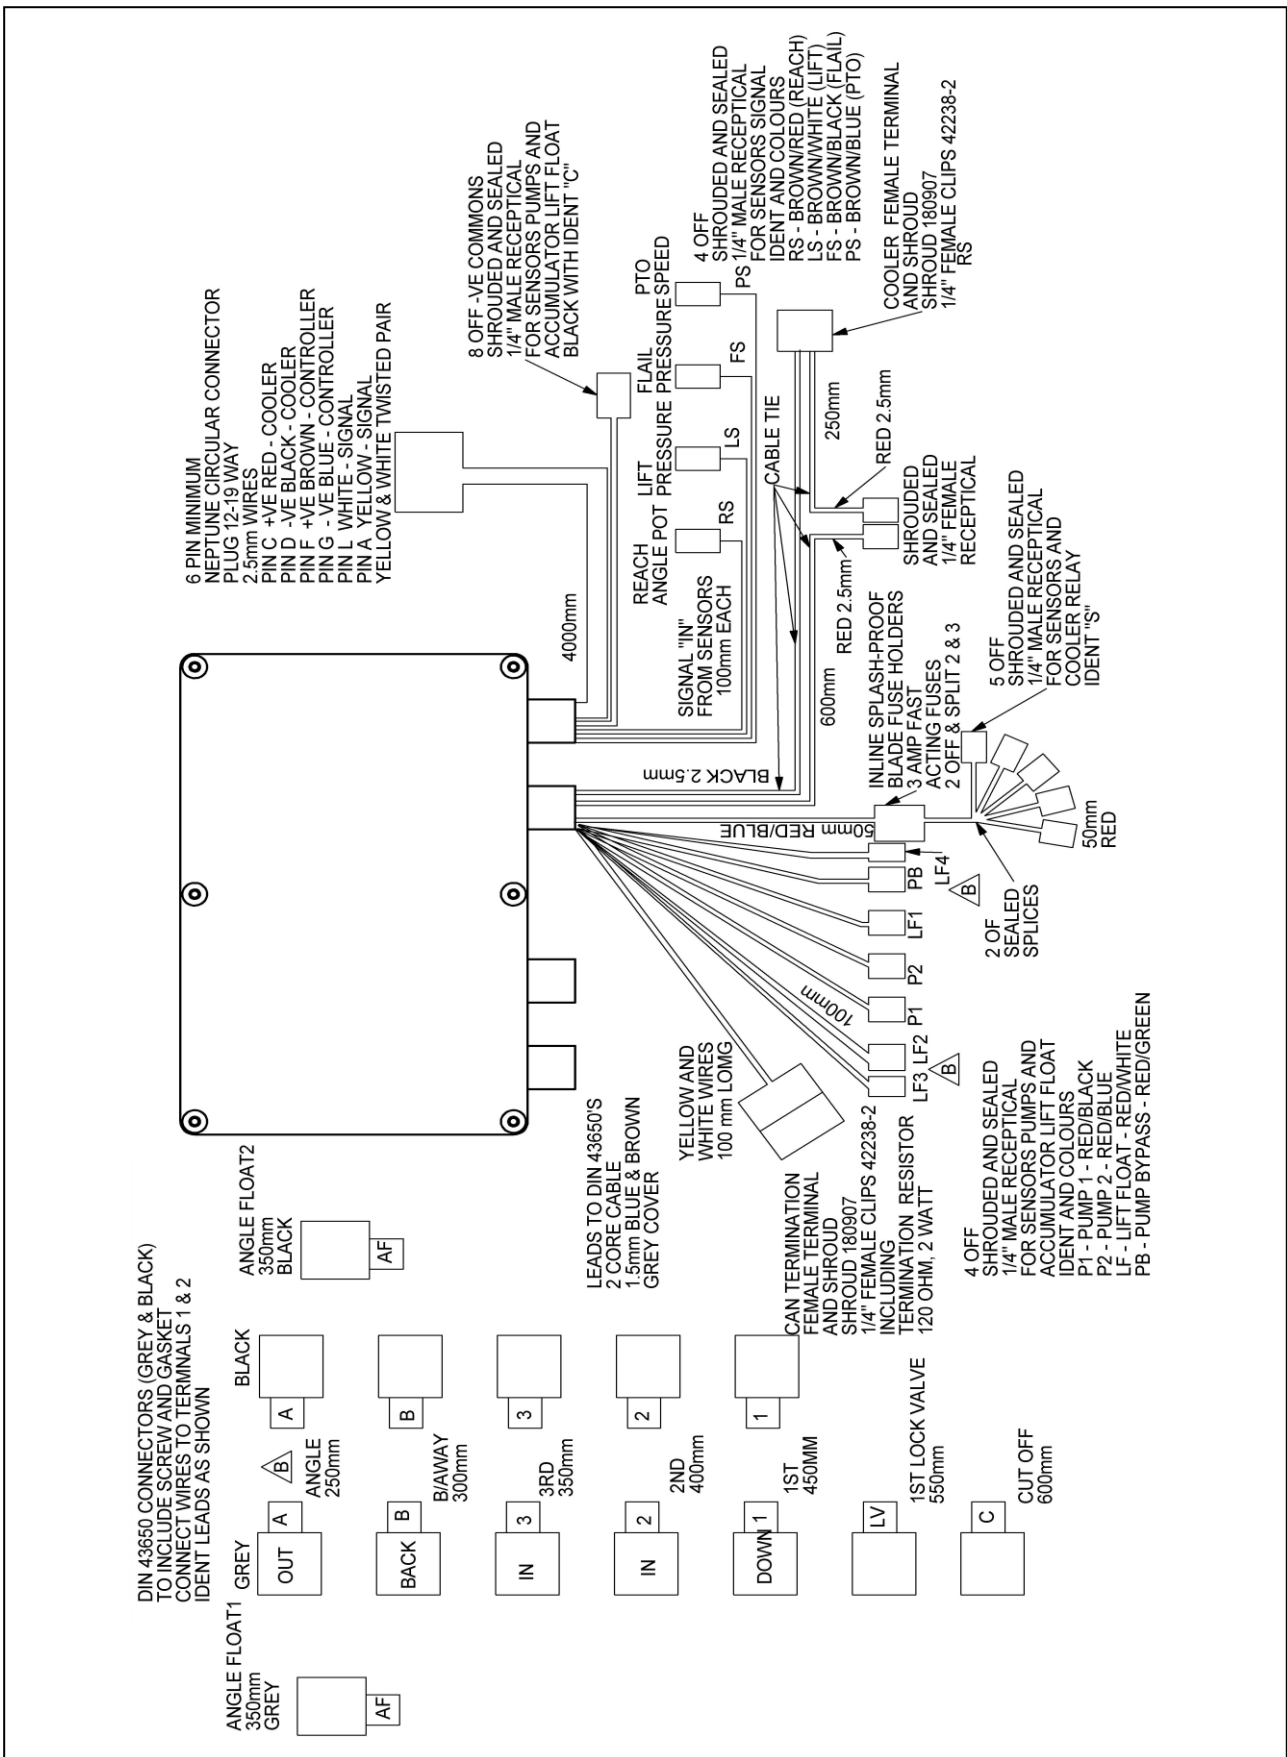 DIN 43650 CONNECTORS (GREY & BLACK)
TO INCLUDE SCREW AND GASKET
CONNECT WIRES TO TERMNALS 1 & 2
IDENT LEADS AS SHOWN
ANGLE FLOAT1
350mm
GREY
AF
GREY
OUT
A
B
ANGLE
250mm
BLACK
A
BACK
B
B/AWAY
300mm
B
IN
3
3RD
350mm
3
IN
2
2ND
400mm
2
DOWN
1
1ST
450MM
1
LV
1ST LOCK VALVE
550mm
C
CUT OFF
600mm
ANGLE FLOAT2
350mm
BLACK
AF
LEADS TO DIN 43650'S
2 CORE CABLE
1.5mm BLUE & BROWN
GREY COVER
YELLOW AND
WHITE WIRES
100 mm LOMG
CAN TERMINATION
FEMALE TERMINAL
AND SHROUD
SHROUD 180907
1/4" FEMALE CLIPS 42238-2
INCLUDING
TERMINATION RESISTOR
120 OHM, 2 WATT
4 OFF
SHROUDED AND SEALED
1/4" MALE RECEPTICAL
FOR SENSORS PUMPS AND
ACCUMULATOR LIFT FLOAT
IDENT AND COLOURS
P1 - PUMP 1 - RED/BLACK
P2 - PUMP 2 - RED/BLUE
LF - LIFT FLOAT - RED/WHITE
PB - PUMP BYPASS - RED/GREEN
100mm
LF3
LF2
B
P1
P2
LF1
PB
LF4
B
2 OF
SEALED
SPLICES
50mm RED/BLUE
BLACK 2.5mm
INLINE SPLASH-PROOF
BLADE FUSE HOLDERS
3 AMP FAST
ACTING FUSES
2 OFF & SPLIT 2 & 3
50mm
RED
5 OFF
SHROUDED AND SEALED
1/4" MALE RECEPTICAL
FOR SENSORS AND
COOLER RELAY
IDENT "S"
600mm
RED 2.5mm
SHROUDED
AND SEALED
1/4" FEMALE
RECEPTICAL
RED 2.5mm
250mm
CABLE TIE
COOLER FEMALE TERMINAL
AND SHROUD
SHROUD 180907
1/4" FEMALE CLIPS 42238-2
RS
6 PIN MINIMUM
NEPTUNE CIRCULAR CONNECTOR
PLUG 12-19 WAY
2.5mm WIRES
PIN C +VE RED - COOLER
PIN D -VE BLACK - COOLER
PIN F +VE BROWN - CONTROLLER
PIN G - VE BLUE - CONTROLLER
PIN L WHITE - SIGNAL
PIN A YELLOW - SIGNAL
YELLOW & WHITE TWISTED PAIR
4000mm
8 OFF -VE COMMONS
SHROUDED AND SEALED
1/4" MALE RECEPTICAL
FOR SENSORS PUMPS AND
ACCUMULATOR LIFT FLOAT
BLACK WITH IDENT "C"
SIGNAL "IN"
FROM SENSORS
100mm EACH
REACH
ANGLE POT
RS
LIFT
PRESSURE
LS
FLAIL
PRESSURE
FS
PTO
SPEED
PS
4 OFF
SHROUDED AND SEALED
1/4" MALE RECEPTICAL
FOR SENSORS SIGNAL
IDENT AND COLOURS
RS - BROWN/RED (REACH)
LS - BROWN/WHITE (LIFT)
FS - BROWN/BLACK (FLAIL)
PS - BROWN/BLUE (PTO)